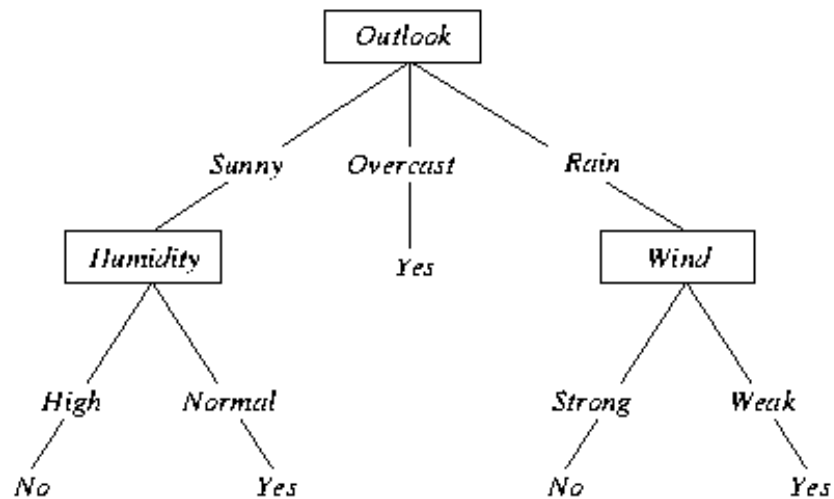 Outlook
Sunny Overcast Rain
Humidity Yes Wind
High Normal Strong Weak
No Yes No Yes